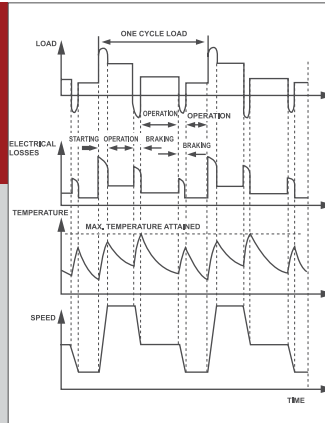 LOAD
ONE CYCLE LOAD
OPERATION
OPERATION
ELECTRICAL
LOSSES
STARTING
OPERATION
BRAKING
BRAKING
TEMPERATURE
MAX. TEMPERATURE ATTAINED
SPEED
TIME